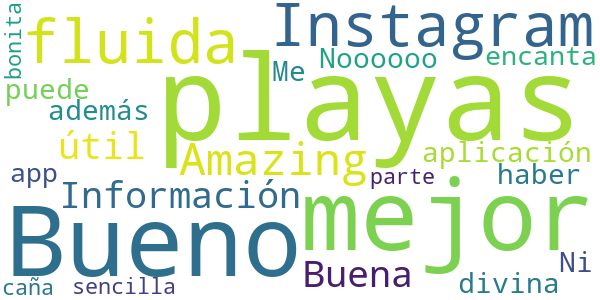 bonita
fluida
Instagram
Me
Noooooo
encanta
puede
además
playas
útil
Amazing
aplicación
app
Información
parte
haber
Bueno
mejor
Buena
Ni
caña
sencilla
divina